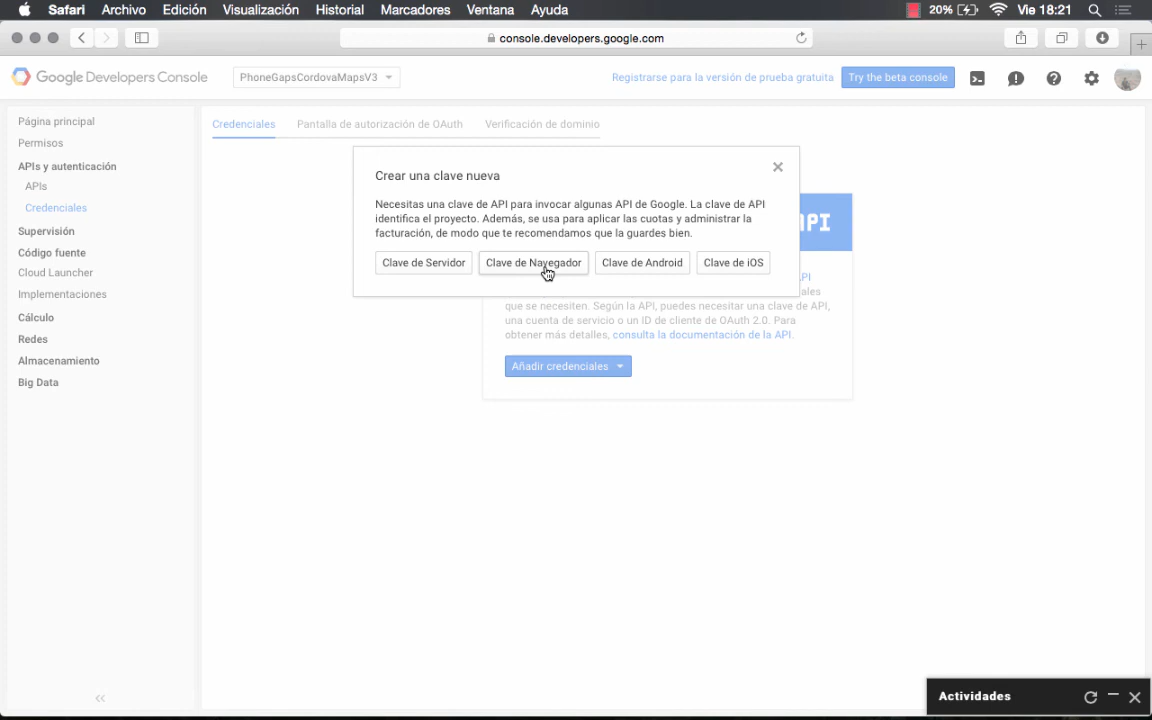 Safari Archivo Edición Visualización Historial Marcadores Ventana Ayuda 20% Vie 18:21
console.developers.google.com
Google Developers Console PhoneGapsCordovaMapsV3 Registrarse para la versión de prueba gratuita Try the beta console
Página principal
Permisos
APIs y autenticación
APIs
Credenciales
Supervisión
Código fuente
Cloud Launcher
Implementaciones
Cálculo
Redes
Almacenamiento
Big Data
Credenciales Pantalla de autorización de OAuth Verificación de dominio
Crear una clave nueva
Necesitas una clave de API para invocar algunas API de Google. La clave de API
identifica el proyecto. Además, se usa para aplicar las cuotas y administrar la
facturación, de modo que te recomendamos que la guardes bien.
Clave de Servidor Clave de Navegador Clave de Android Clave de iOS
API
API
ales
que se necesiten. Según la API, puedes necesitar una clave de API,
una cuenta de servicio o un ID de cliente de OAuth 2.0. Para
obtener más detalles, consulta la documentación de la API.
Añadir credenciales
Actividades